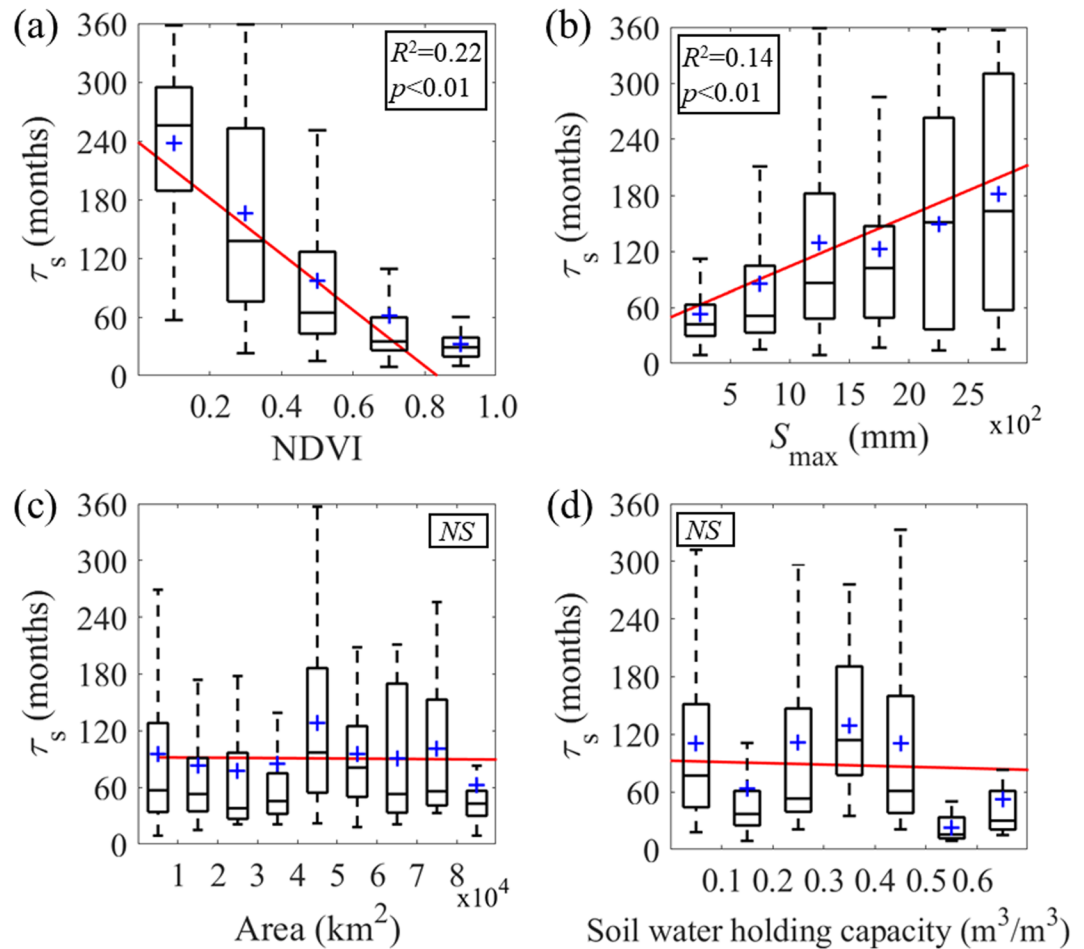 (a)
360
300
240
180
120
60
0
τs (months)
R²=0.22
p<0.01
0.2 0.4 0.6 0.8 1.0
NDVI
(b)
360
300
240
180
120
60
0
τs (months)
R²=0.14
p<0.01
5 10 15 20 25
x10²
Smax (mm)
(c)
360
300
240
180
120
60
0
τs (months)
NS
1 2 3 4 5 6 7 8
x10⁴
Area (km²)
(d)
360
300
240
180
120
60
0
τs (months)
NS
0.1 0.2 0.3 0.4 0.5 0.6
Soil water holding capacity (m³/m³)